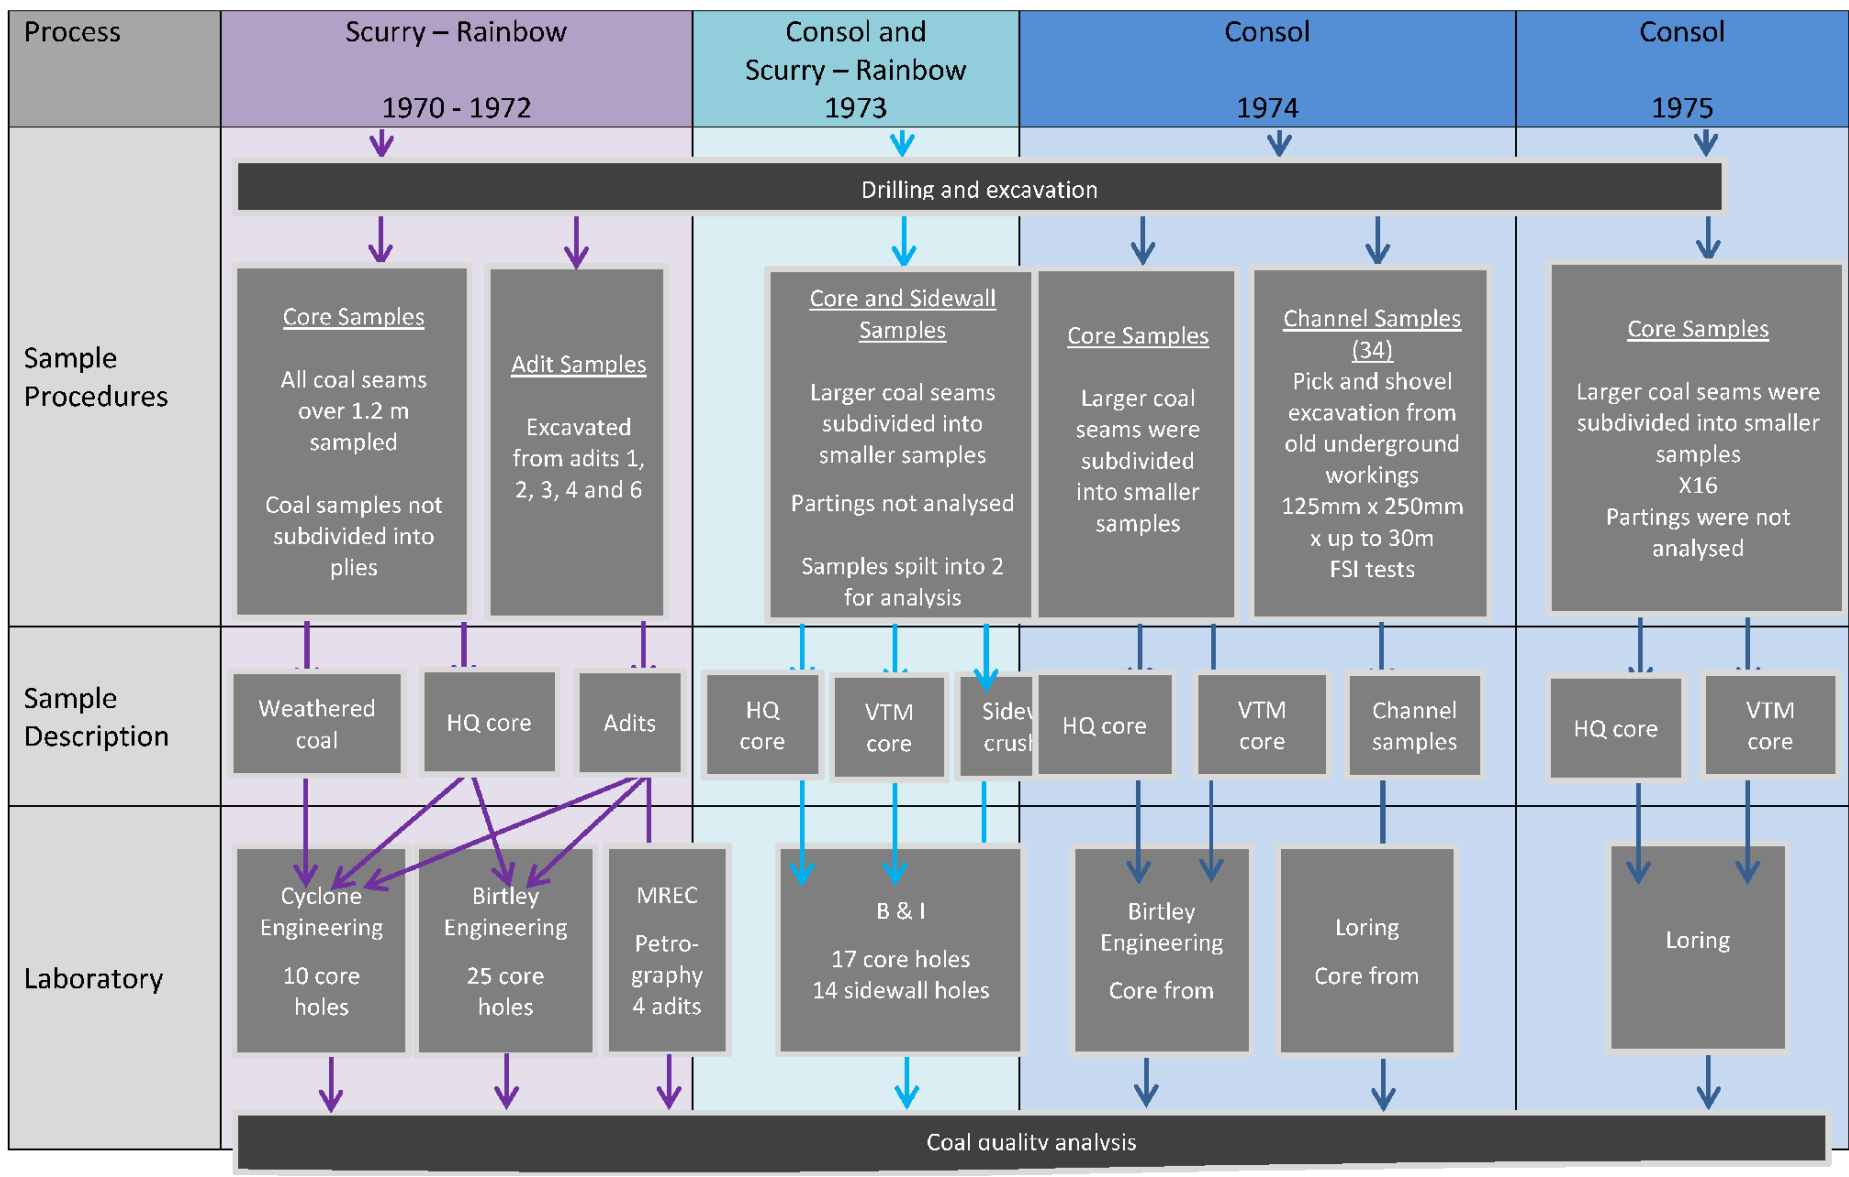 Process
Scurry – Rainbow
1970 - 1972
Consol and
Scurry – Rainbow
1973
Consol
1974
Consol
1975
Drilling and excavation
Sample
Procedures
Core Samples
All coal seams
over 1.2 m
sampled
Coal samples not
subdivided into
plies
Adit Samples
Excavated
from adits 1,
2, 3, 4 and 6
Core and Sidewall
Samples
Larger coal seams
subdivided into
smaller samples
Partings not analysed
Samples spilt into 2
for analysis
Core Samples
Larger coal
seams were
subdivided
into smaller
samples
Channel Samples
(34)
Pick and shovel
excavation from
old underground
workings
125mm x 250mm
x up to 30m
FSI tests
Core Samples
Larger coal seams were
subdivided into smaller
samples
X16
Partings were not
analysed
Sample
Description
Weathered
coal
HQ core
Adits
HQ
core
VTM
core
Sidew
crush
HQ core
VTM
core
Channel
samples
HQ core
VTM
core
Laboratory
Cyclone
Engineering
10 core
holes
Birtley
Engineering
25 core
holes
MREC
Petro-
graphy
4 adits
B & I
17 core holes
14 sidewall holes
Birtley
Engineering
Core from
Loring
Core from
Loring
Coal quality analysis